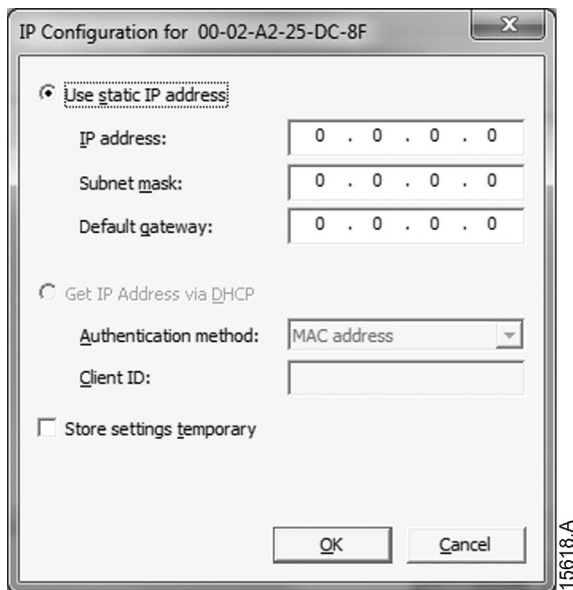 IP Configuration for 00-02-A2-25-DC-8F
x
Use static IP address
IP address: 0 . 0 . 0 . 0
Subnet mask: 0 . 0 . 0 . 0
Default gateway: 0 . 0 . 0 . 0
Get IP Address via DHCP
Authentication method: MAC address
Client ID:
Store settings temporary
OK Cancel
15618.A